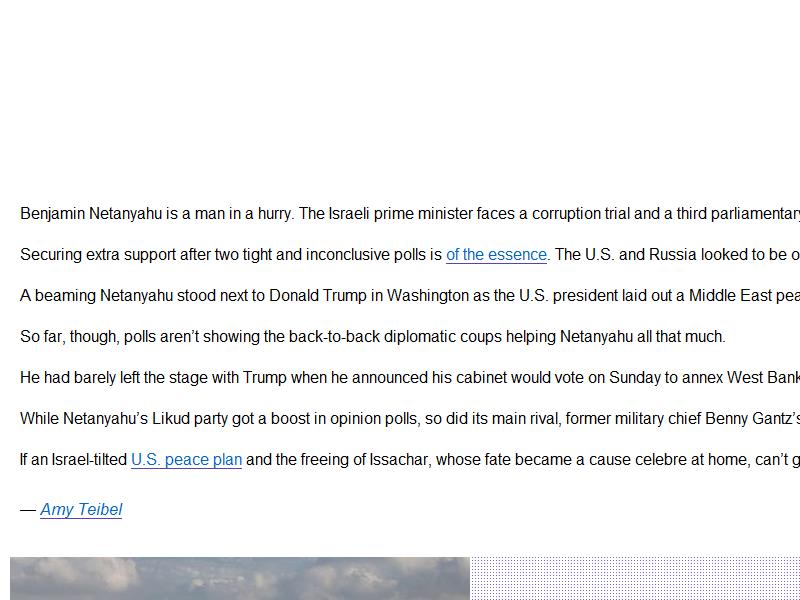 Benjamin Netanyahu is a man in a hurry. The Israeli prime minister faces a corruption trial and a third parliamentary
Securing extra support after two tight and inconclusive polls is of the essence. The U.S. and Russia looked to be
A beaming Netanyahu stood next to Donald Trump in Washington as the U.S. president laid out a Middle East
So far, though, polls aren’t showing the back-to-back diplomatic coups helping Netanyahu all that much.
He had barely left the stage with Trump when he announced his cabinet would vote on Sunday to annex West Bank
While Netanyahu’s Likud party got a boost in opinion polls, so did its main rival, former military chief Benny Gantz’s
If an Israel-tilted U.S. peace plan and the freeing of Issachar, whose fate became a cause celebre at home, can’t
— Amy Teibel